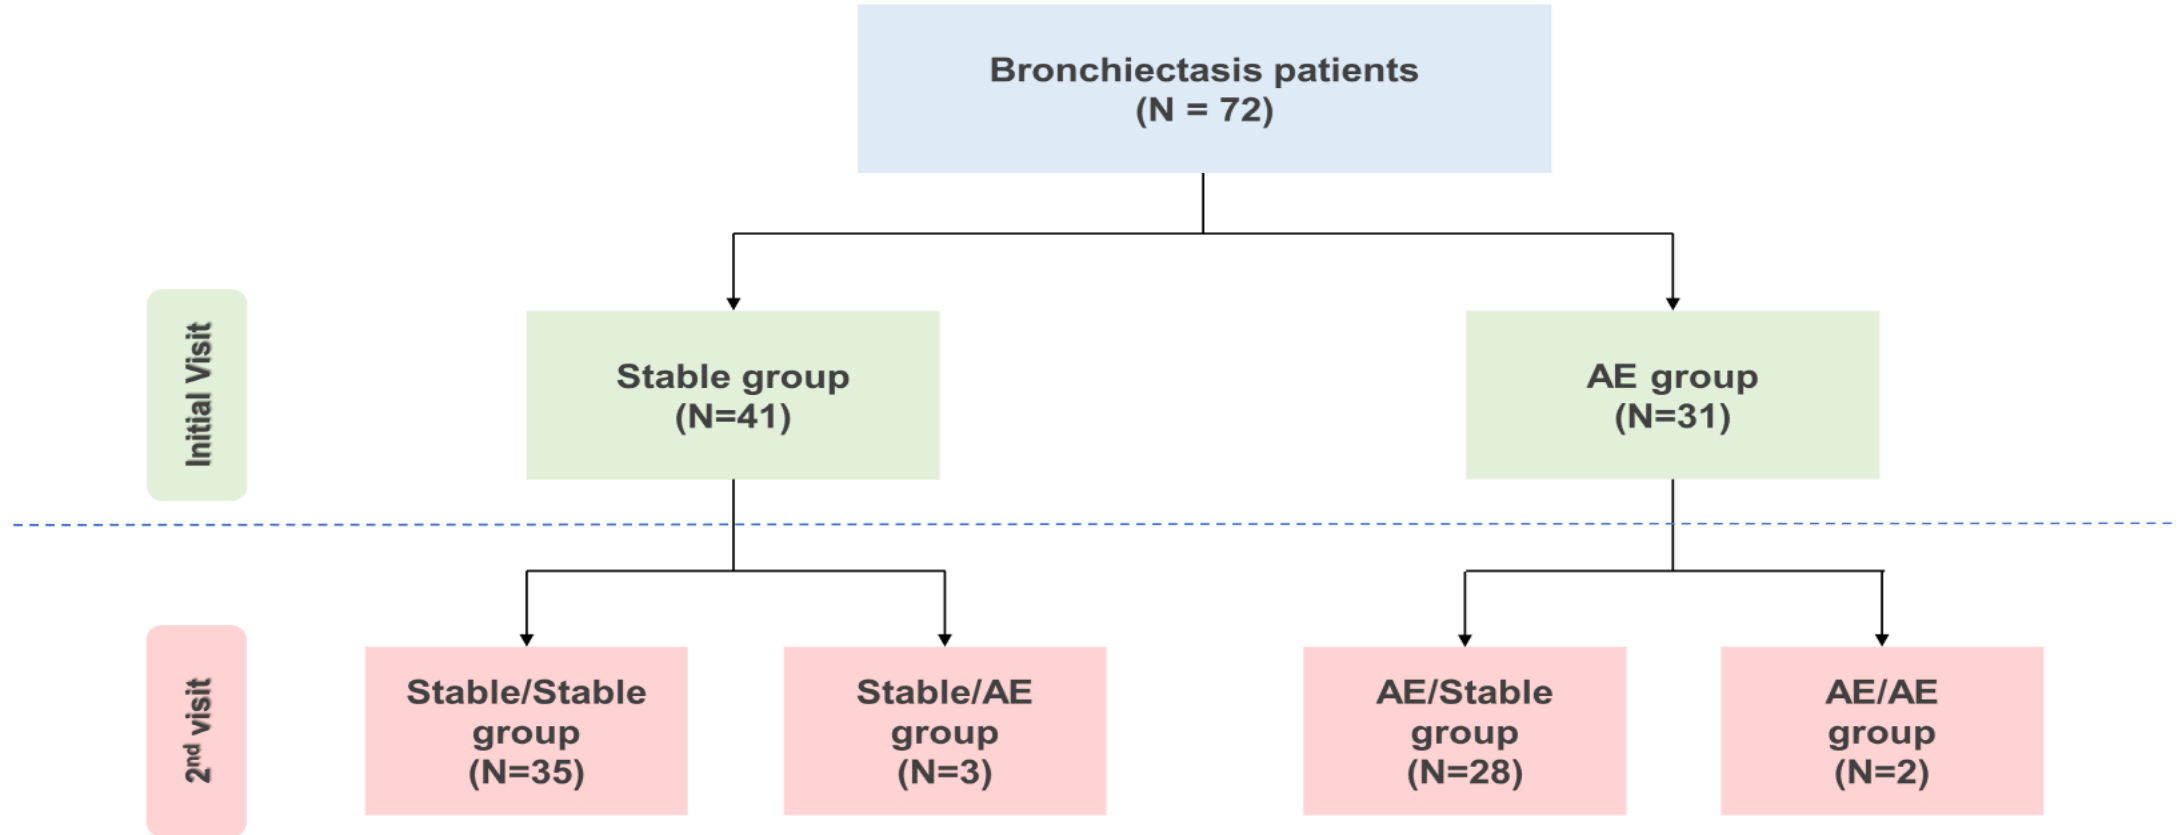 Bronchiectasis patients
(N = 72)
Initial Visit
Stable group
(N=41)
AE group
(N=31)
2nd visit
Stable/Stable
group
(N=35)
Stable/AE
group
(N=3)
AE/Stable
group
(N=28)
AE/AE
group
(N=2)